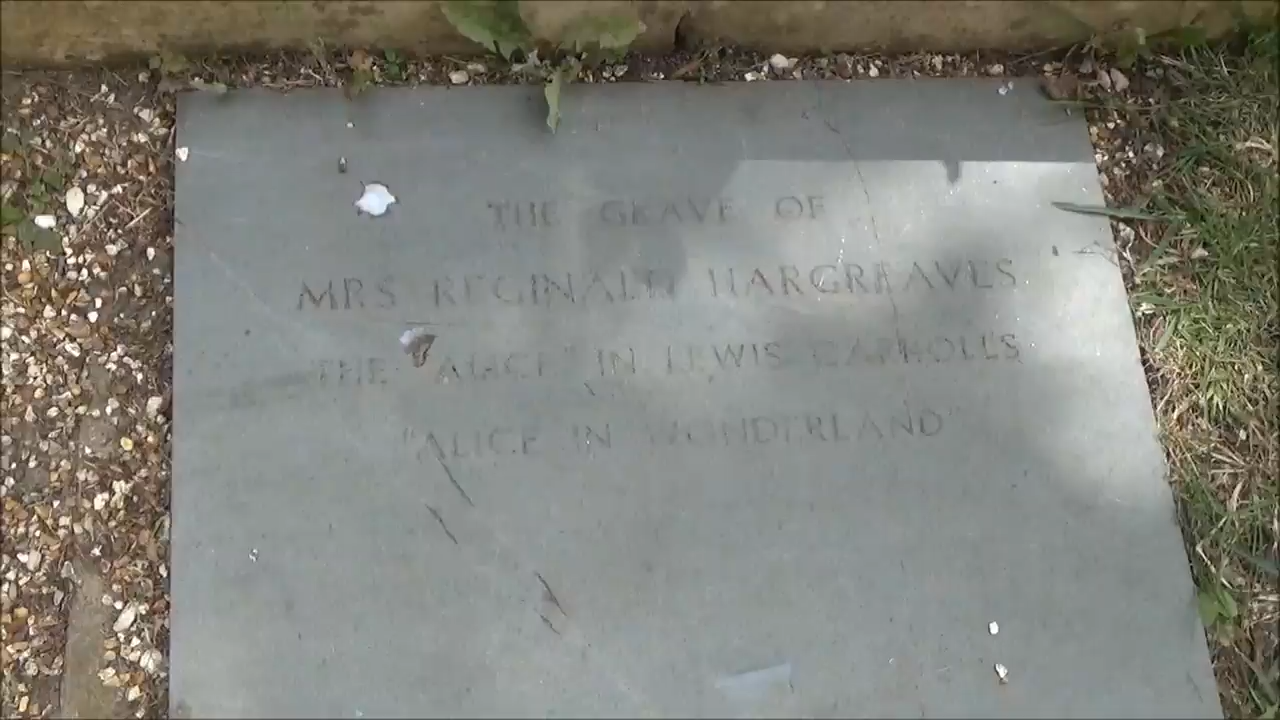 THE GRAVE OF
MRS REGINALD HARGREAVES
THE "ALICE" IN LEWIS CARROLL'S
"ALICE IN WONDERLAND"